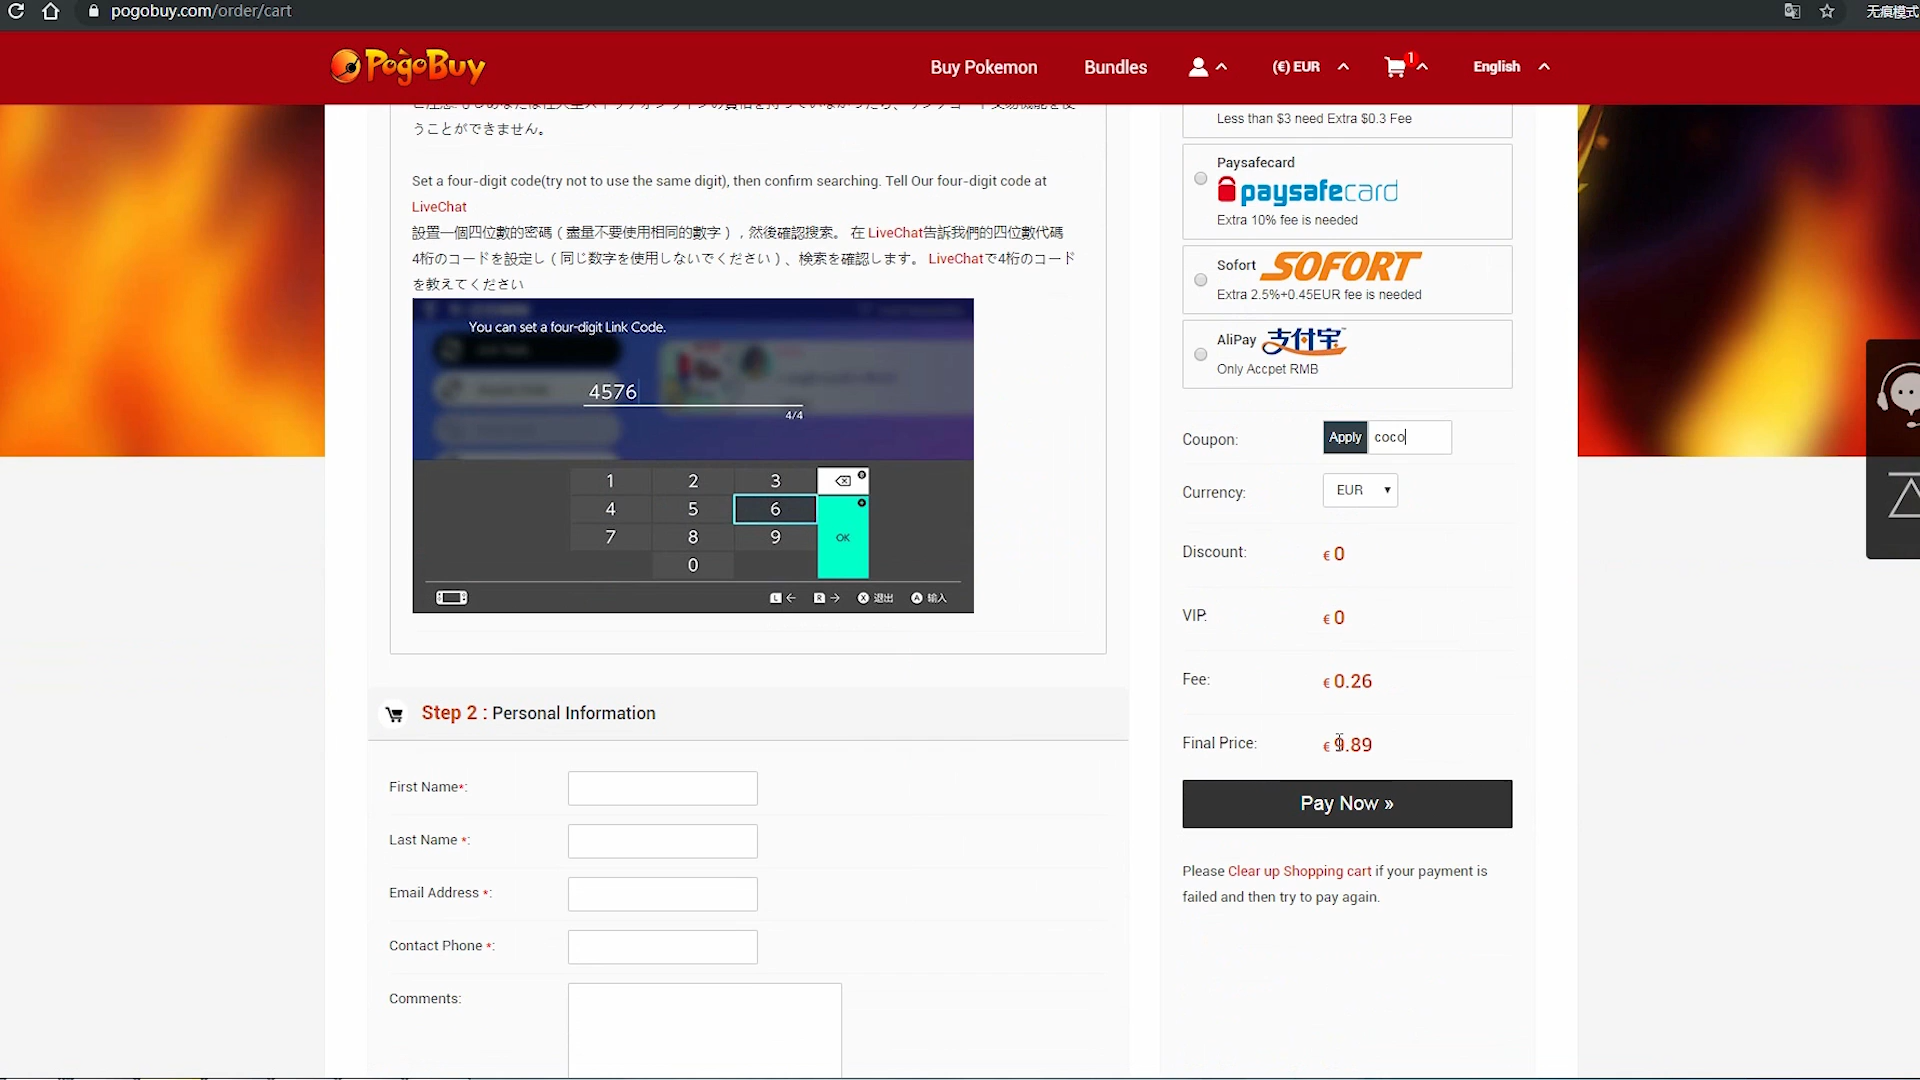 pogobuy.com/order/cart
无痕模式
PogoBuy
Buy Pokemon
Bundles
(€) EUR
1
English
うことができません。
Set a four-digit code(try not to use the same digit), then confirm searching. Tell Our four-digit code at
LiveChat
設置一個四位數的密碼（盡量不要使用相同的數字），然後確認搜索。 在 LiveChat告訴我們的四位數代碼
4桁のコードを設定し（同じ数字を使用しないでください）、検索を確認します。 LiveChatで4桁のコード
を教えてください
You can set a four-digit Link Code.
4576
4/4
1 2 3
4 5 6
7 8 9
0
OK
L ← R → X 退出 A 输入
Step 2 : Personal Information
First Name*:
Last Name *:
Email Address *:
Contact Phone *:
Comments:
Less than $3 need Extra $0.3 Fee
Paysafecard
paysafecard
Extra 10% fee is needed
Sofort SOFORT
Extra 2.5%+0.45EUR fee is needed
AliPay 支付宝
Only Accpet RMB
Coupon: Apply coco
Currency: EUR
Discount: € 0
VIP: € 0
Fee: € 0.26
Final Price: € 9.89
Pay Now »
Please Clear up Shopping cart if your payment is
failed and then try to pay again.